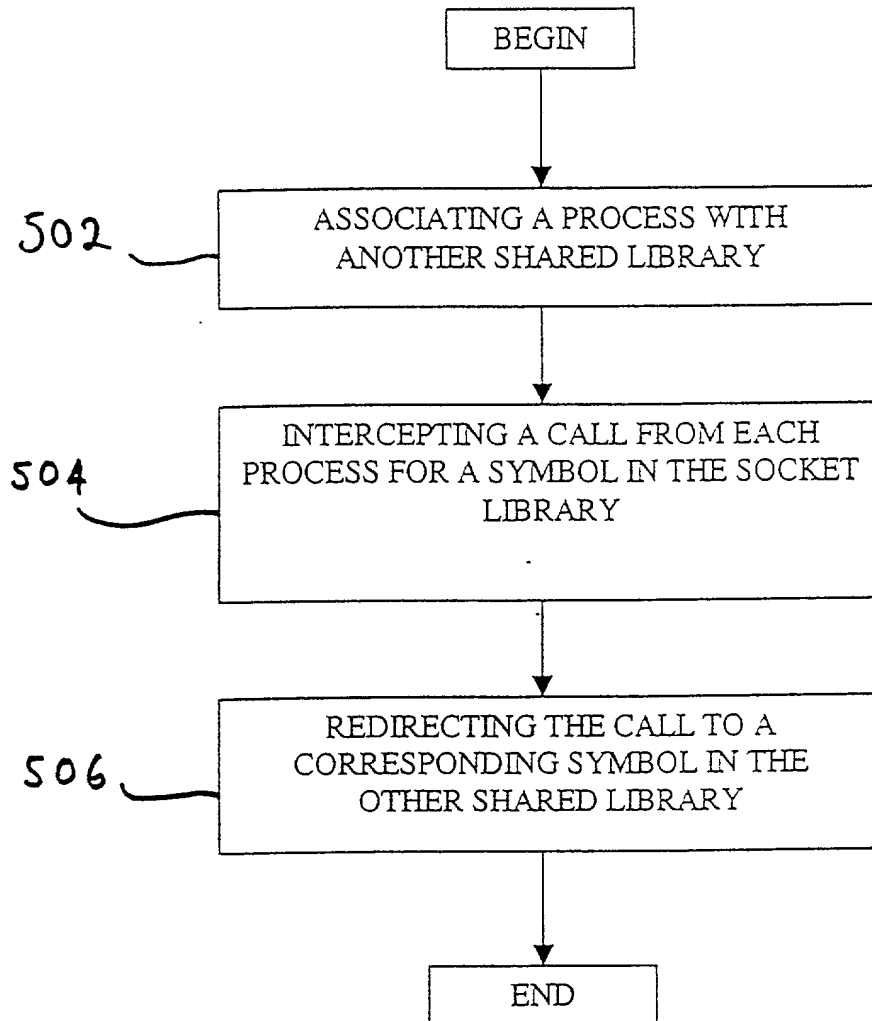 BEGIN
502
ASSOCIATING A PROCESS WITH
ANOTHER SHARED LIBRARY
504
INTERCEPTING A CALL FROM EACH
PROCESS FOR A SYMBOL IN THE SOCKET
LIBRARY
506
REDIRECTING THE CALL TO A
CORRESPONDING SYMBOL IN THE
OTHER SHARED LIBRARY
END